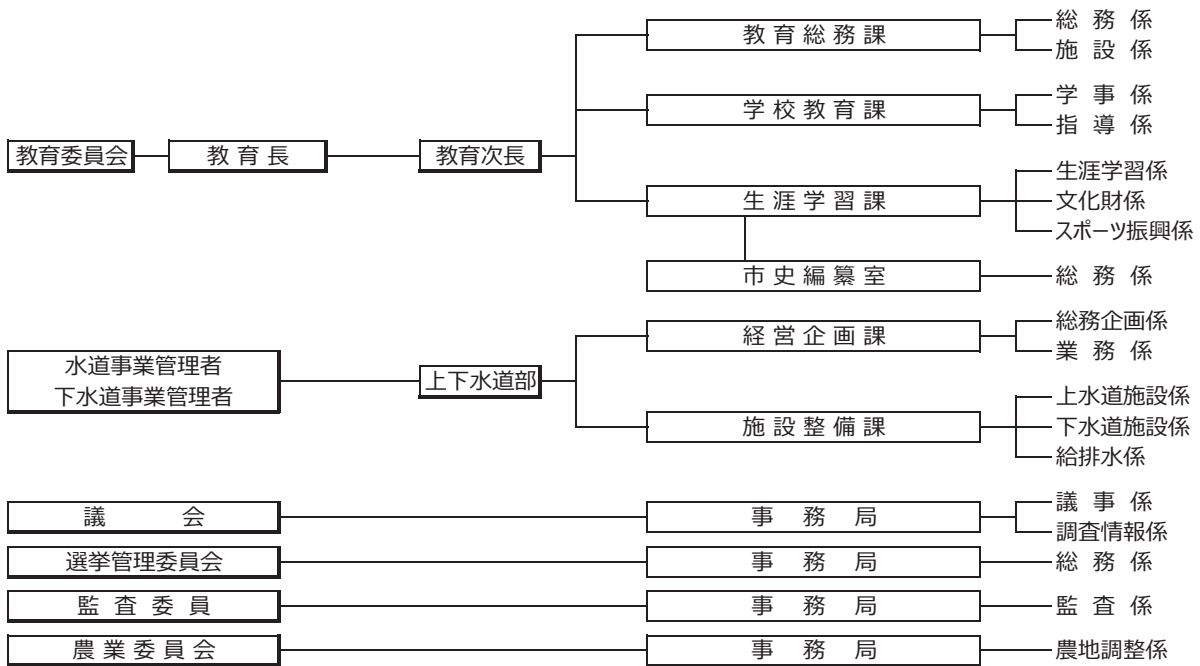 教育委員会
教育長
教育次長
教育総務課
総務係
施設係
学校教育課
学事係
指導係
生涯学習課
生涯学習係
文化財係
スポーツ振興係
市史編纂室
総務係
水道事業管理者
下水道事業管理者
上下水道部
経営企画課
総務企画係
業務係
施設整備課
上水道施設係
下水道施設係
給排水係
議会
事務局
議事係
調査情報係
選挙管理委員会
事務局
総務係
監査委員
事務局
監査係
農業委員会
事務局
農地調整係